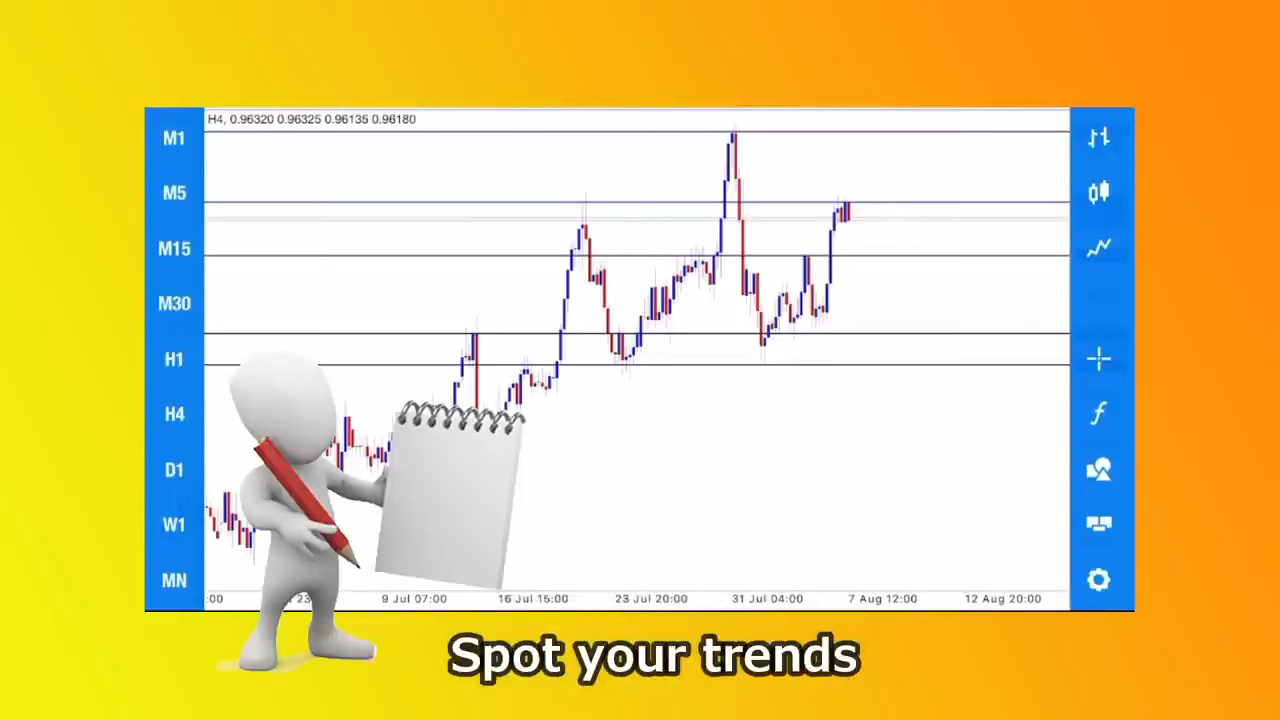 H4, 0.96320 0.96325 0.96135 0.96180
M1
M5
M15
M30
H1
H4
D1
W1
MN
:00 23 9 Jul 07:00 16 Jul 15:00 23 Jul 20:00 31 Jul 04:00 7 Aug 12:00 12 Aug 20:00
Spot your trends